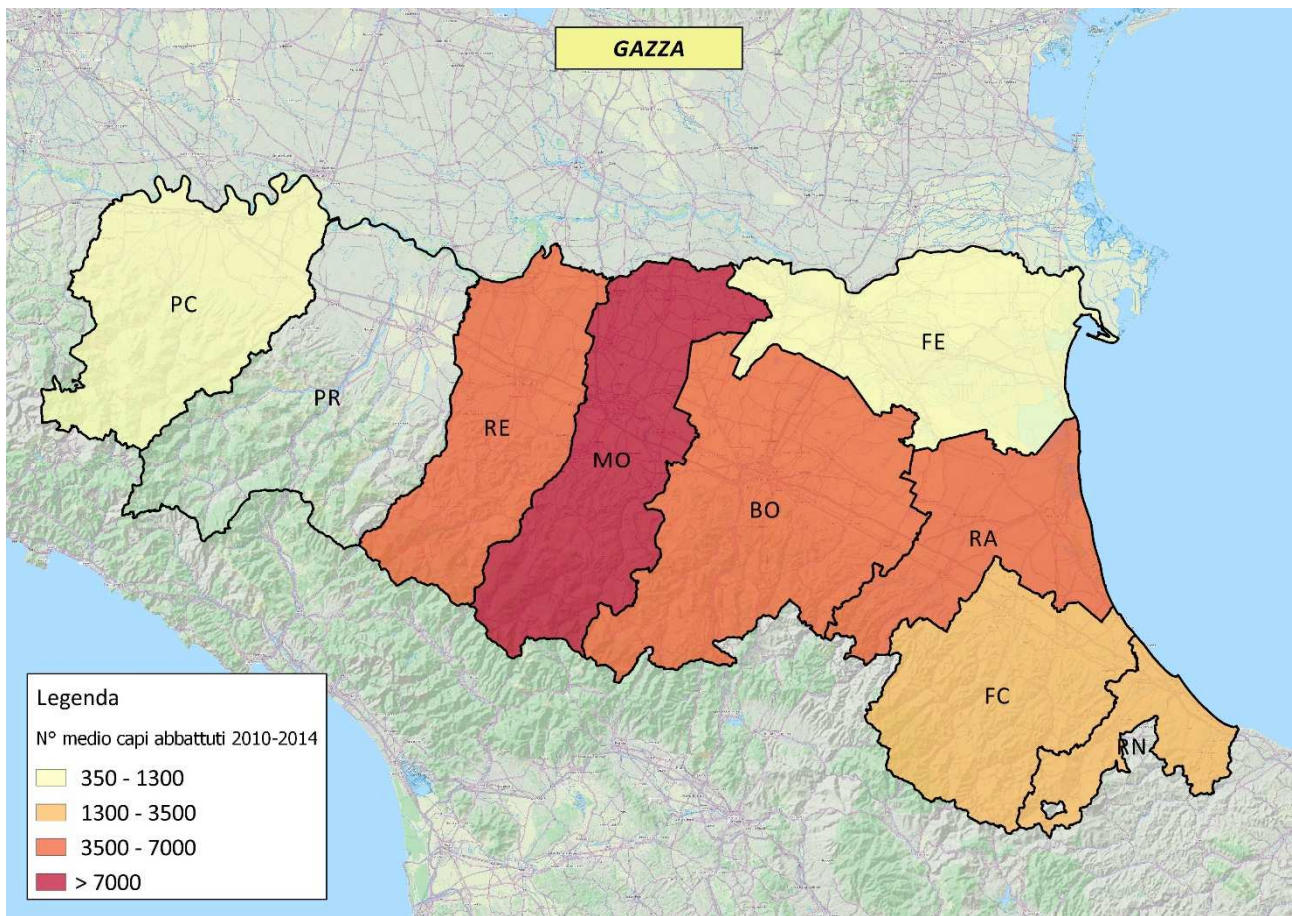 GAZZA
PC
PR
RE
MO
BO
FE
RA
FC
RN
Legenda
N° medio capi abbattuti 2010-2014
350 - 1300
1300 - 3500
3500 - 7000
> 7000